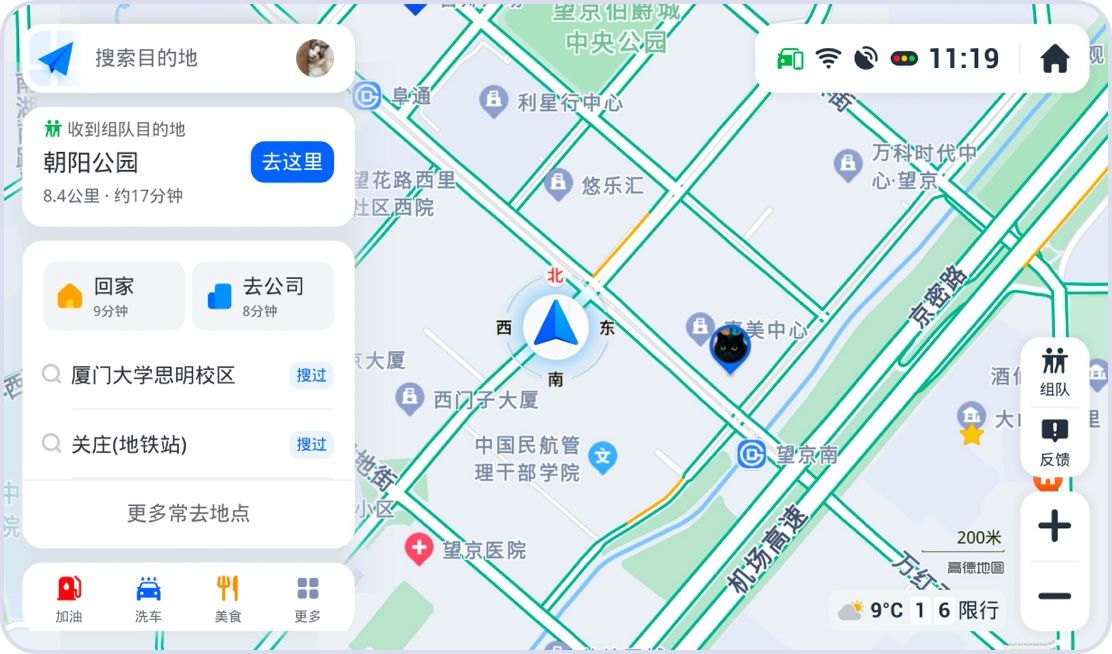 搜索目的地
11:19
收到组队目的地
朝阳公园
去这里
8.4公里·约17分钟
回家
9分钟
去公司
8分钟
厦门大学思明校区
搜过
关庄(地铁站)
搜过
更多常去地点
加油
洗车
美食
更多
望京伯爵城
中央公园
阜通
利星行中心
万科时代中
心·望京
望花路西里
社区西院
悠乐汇
北
西
东
南
京密路
美中心
大厦
西门子大厦
中国民航管
理干部学院
望京南
望京医院
小区
机场高速
万红
酒
大
里
组队
反馈
200米
高德地图
9°C 1 6 限行